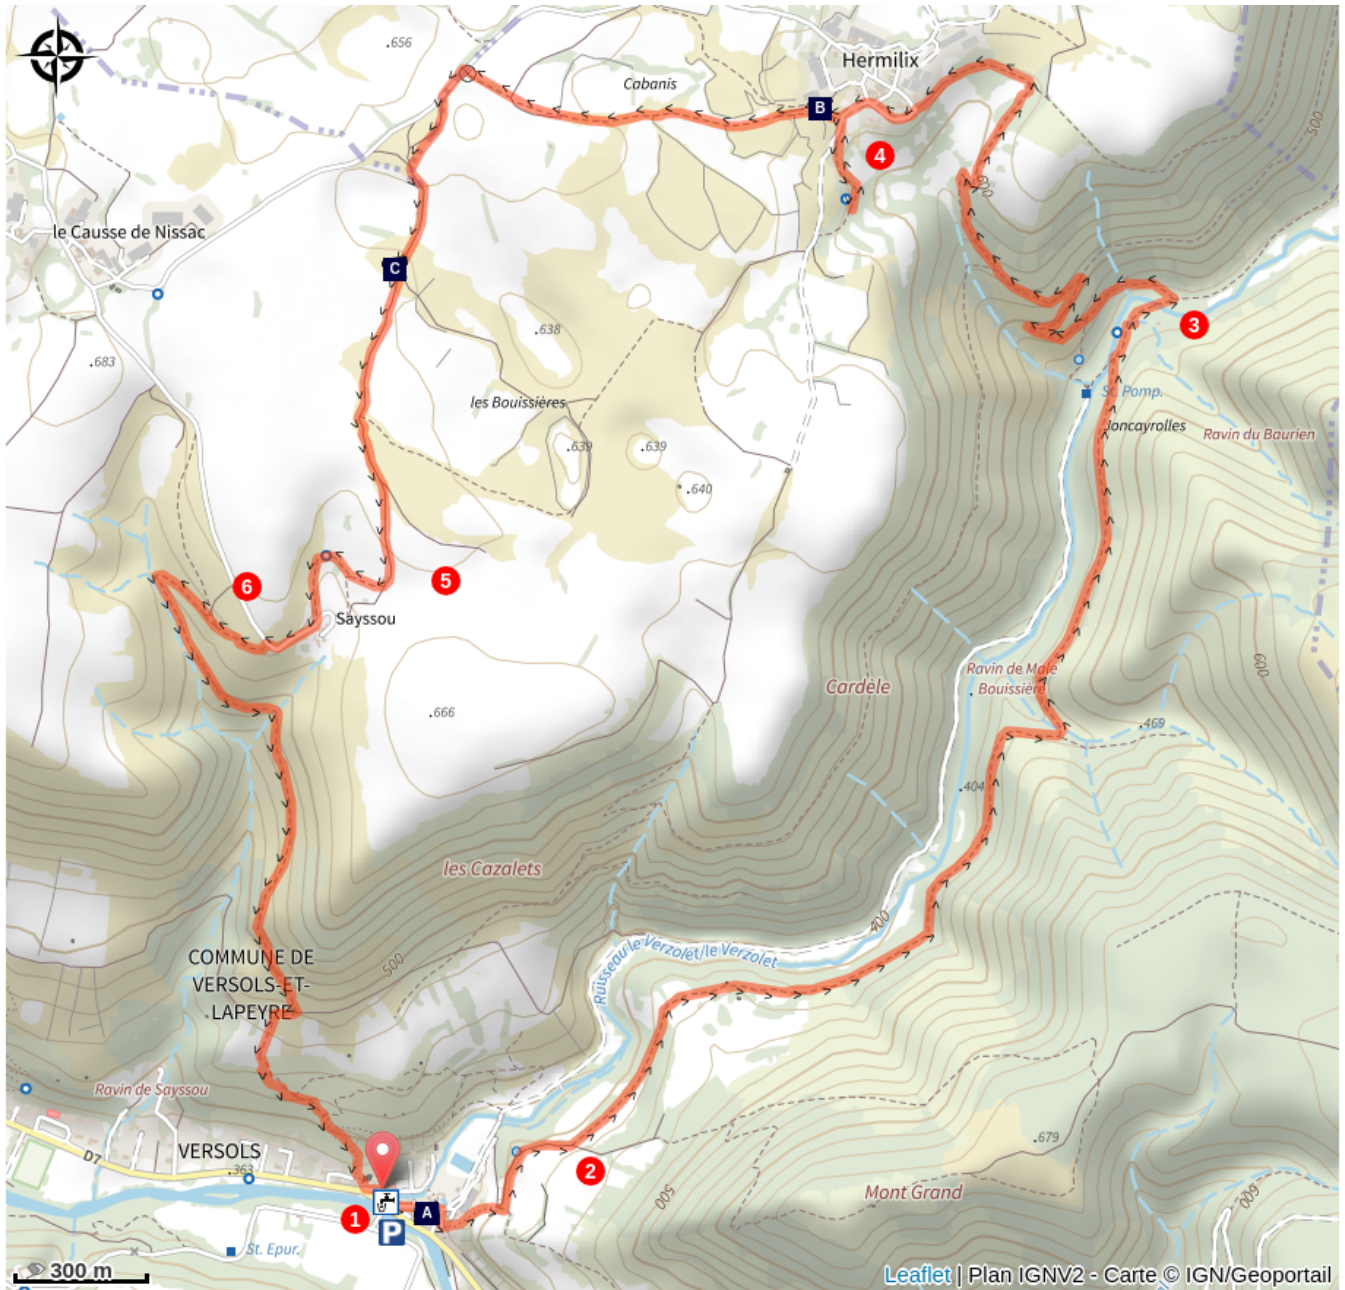 .656
Hermilix
Cabanis
B
500
4
600
le Causse de Nissac
C
3
.638
.683
St. Pomp.
les Bouissières
Joncayrolles
Ravin du Baurien
.639
.639
.640
6
5
Sayssou
Ravin de Male
Bouissière
600
Cardèle
.666
.469
.404
les Cazalets
400
COMMUNE DE
VERSOLS-ET-
LAPEYRE
500
Ruisseau le Verzolet/le Verzolet
Ravin de Sayssou
VERSOLS
D7
.363
.679
2
Mont Grand
500
600
1
A
P
St. Epur.
300 m
Leaflet | Plan IGNV2 - Carte © IGN/Geoportail